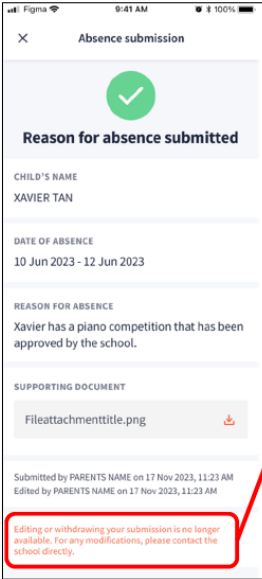 Figma
9:41 AM
100%
Absence submission
Reason for absence submitted
CHILD'S NAME
XAVIER TAN
DATE OF ABSENCE
10 Jun 2023 - 12 Jun 2023
REASON FOR ABSENCE
Xavier has a piano competition that has been
approved by the school.
SUPPORTING DOCUMENT
Fileattachmenttitle.png
Submitted by PARENTS NAME on 17 Nov 2023, 11:23 AM
Edited by PARENTS NAME on 17 Nov 2023, 11:23 AM
Editing or withdrawing your submission is no longer
available. For any modifications, please contact the
school directly.